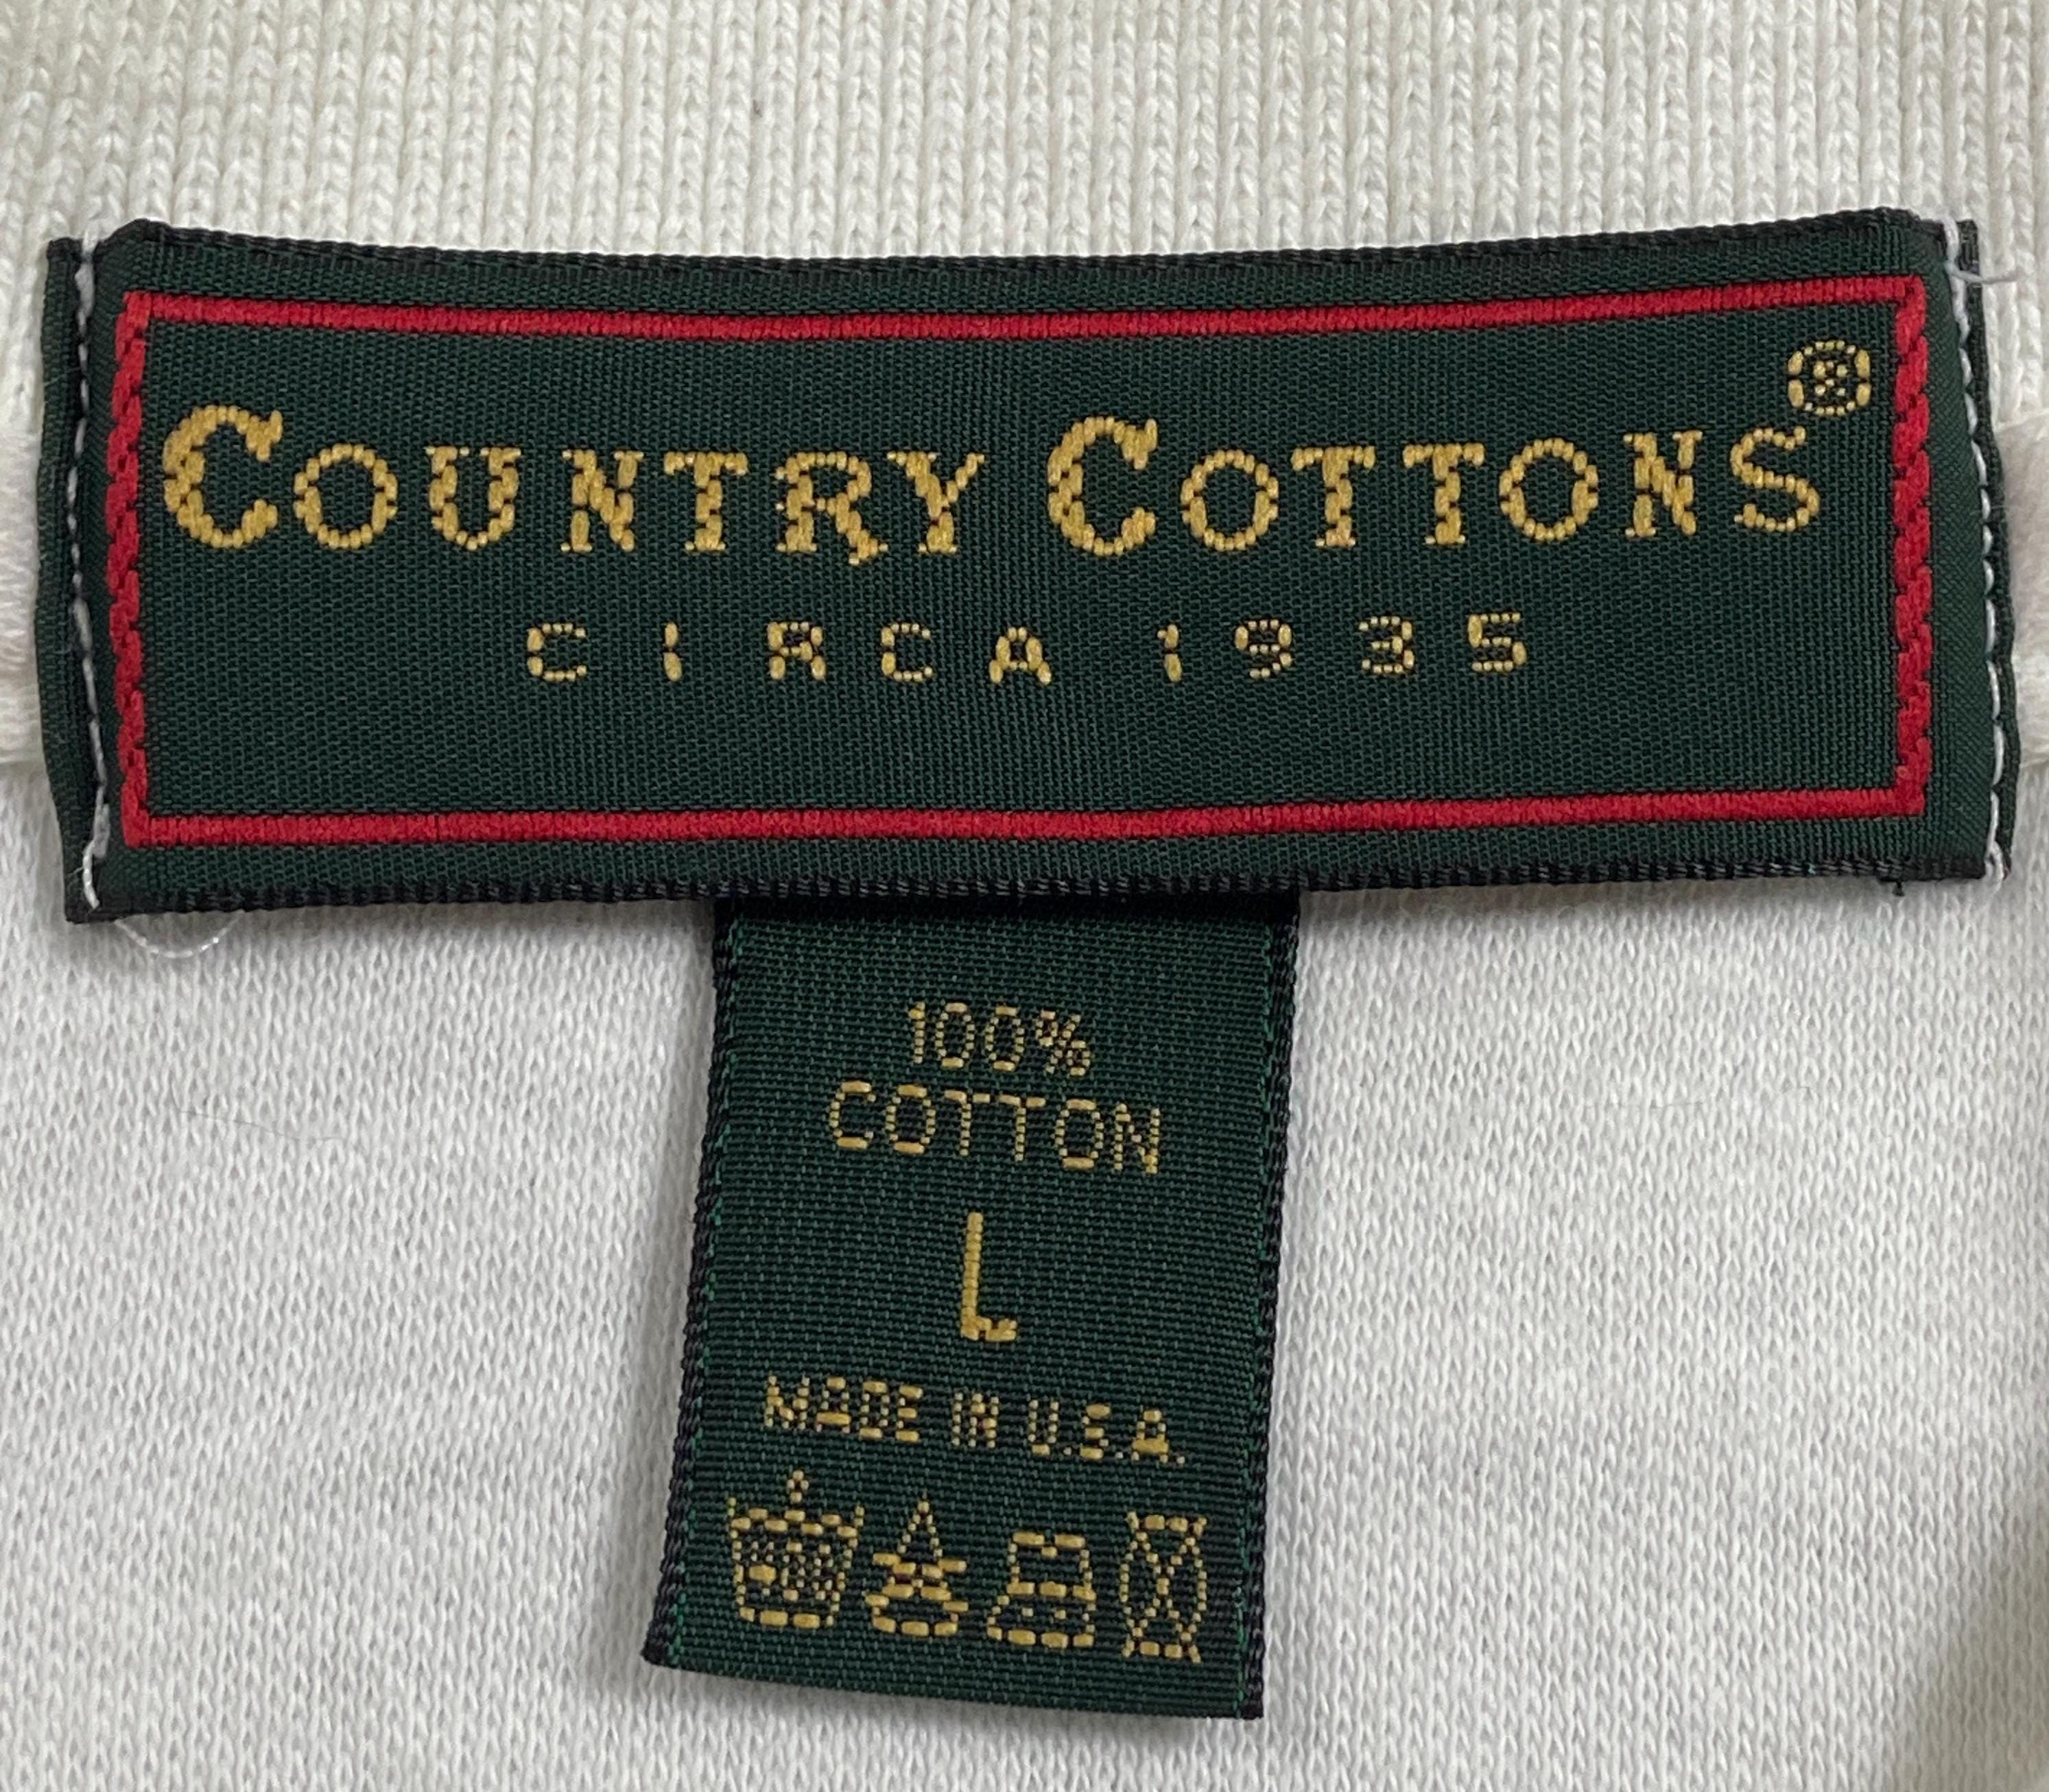 COUNTRY COTTONS®
CIRCA 1935
100%
COTTON
L
MADE IN U.S.A.